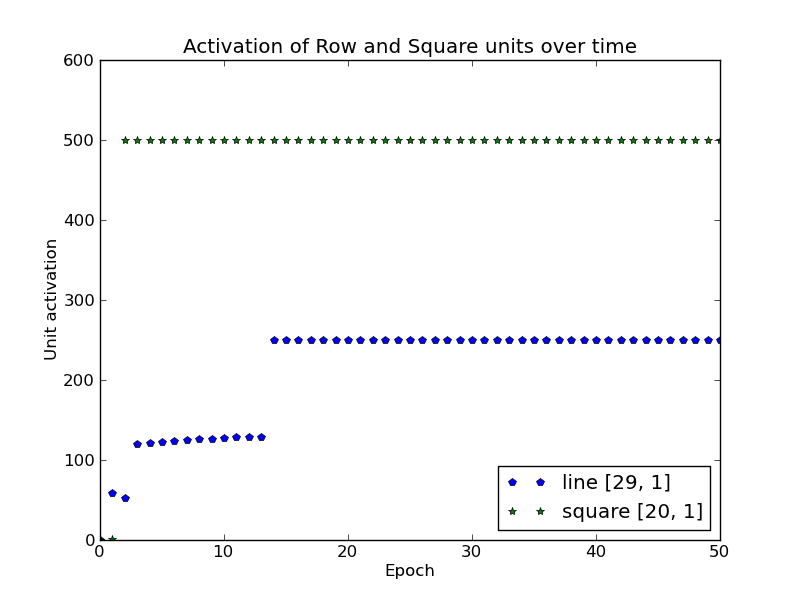 Activation of Row and Square units over time
600
500
400
300
200
100
0
Unit activation
0 10 20 30 40 50
Epoch
line [29, 1]
square [20, 1]